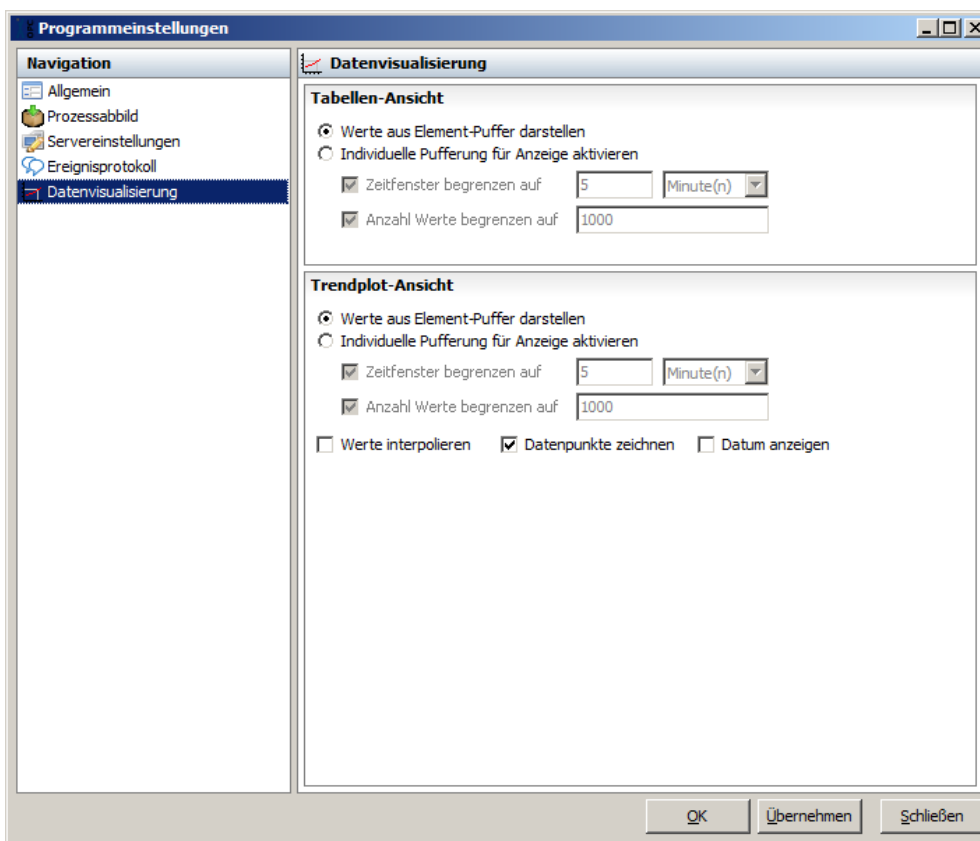 Programmeinstellungen
Navigation
Allgemein
Prozessabbild
Servereinstellungen
Ereignisprotokoll
Datenvisualisierung
Datenvisualisierung
Tabellen-Ansicht
Werte aus Element-Puffer darstellen
Individuelle Pufferung für Anzeige aktivieren
Zeitfenster begrenzen auf 5 Minute(n)
Anzahl Werte begrenzen auf 1000
Trendplot-Ansicht
Werte aus Element-Puffer darstellen
Individuelle Pufferung für Anzeige aktivieren
Zeitfenster begrenzen auf 5 Minute(n)
Anzahl Werte begrenzen auf 1000
Werte interpolieren Datenpunkte zeichnen Datum anzeigen
OK Übernehmen Schließen